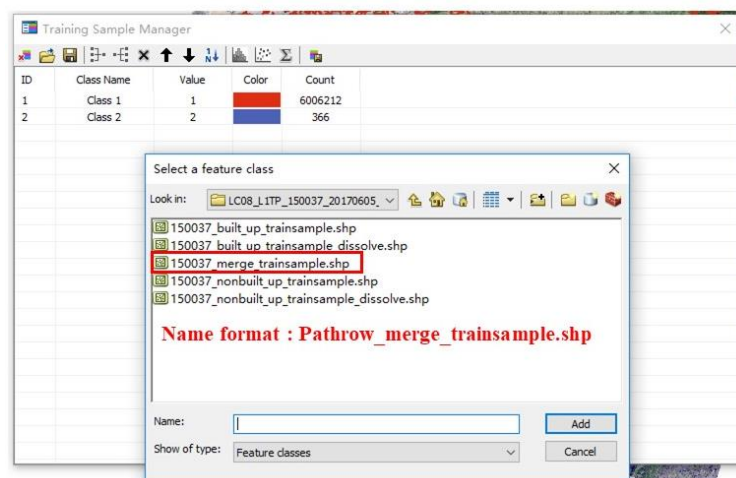 Training Sample Manager
ID Class Name Value Color Count
1 Class 1 1 6006212
2 Class 2 2 366
Select a feature class
Look in: LC08_L1TP_150037_20170605_
150037_built_up_trainsample.shp
150037_built_up_trainsample_dissolve.shp
150037_merge_trainsample.shp
150037_nonbuilt_up_trainsample.shp
150037_nonbuilt_up_trainsample_dissolve.shp
Name format : Pathrow_merge_trainsample.shp
Name: Add
Show of type: Feature classes Cancel